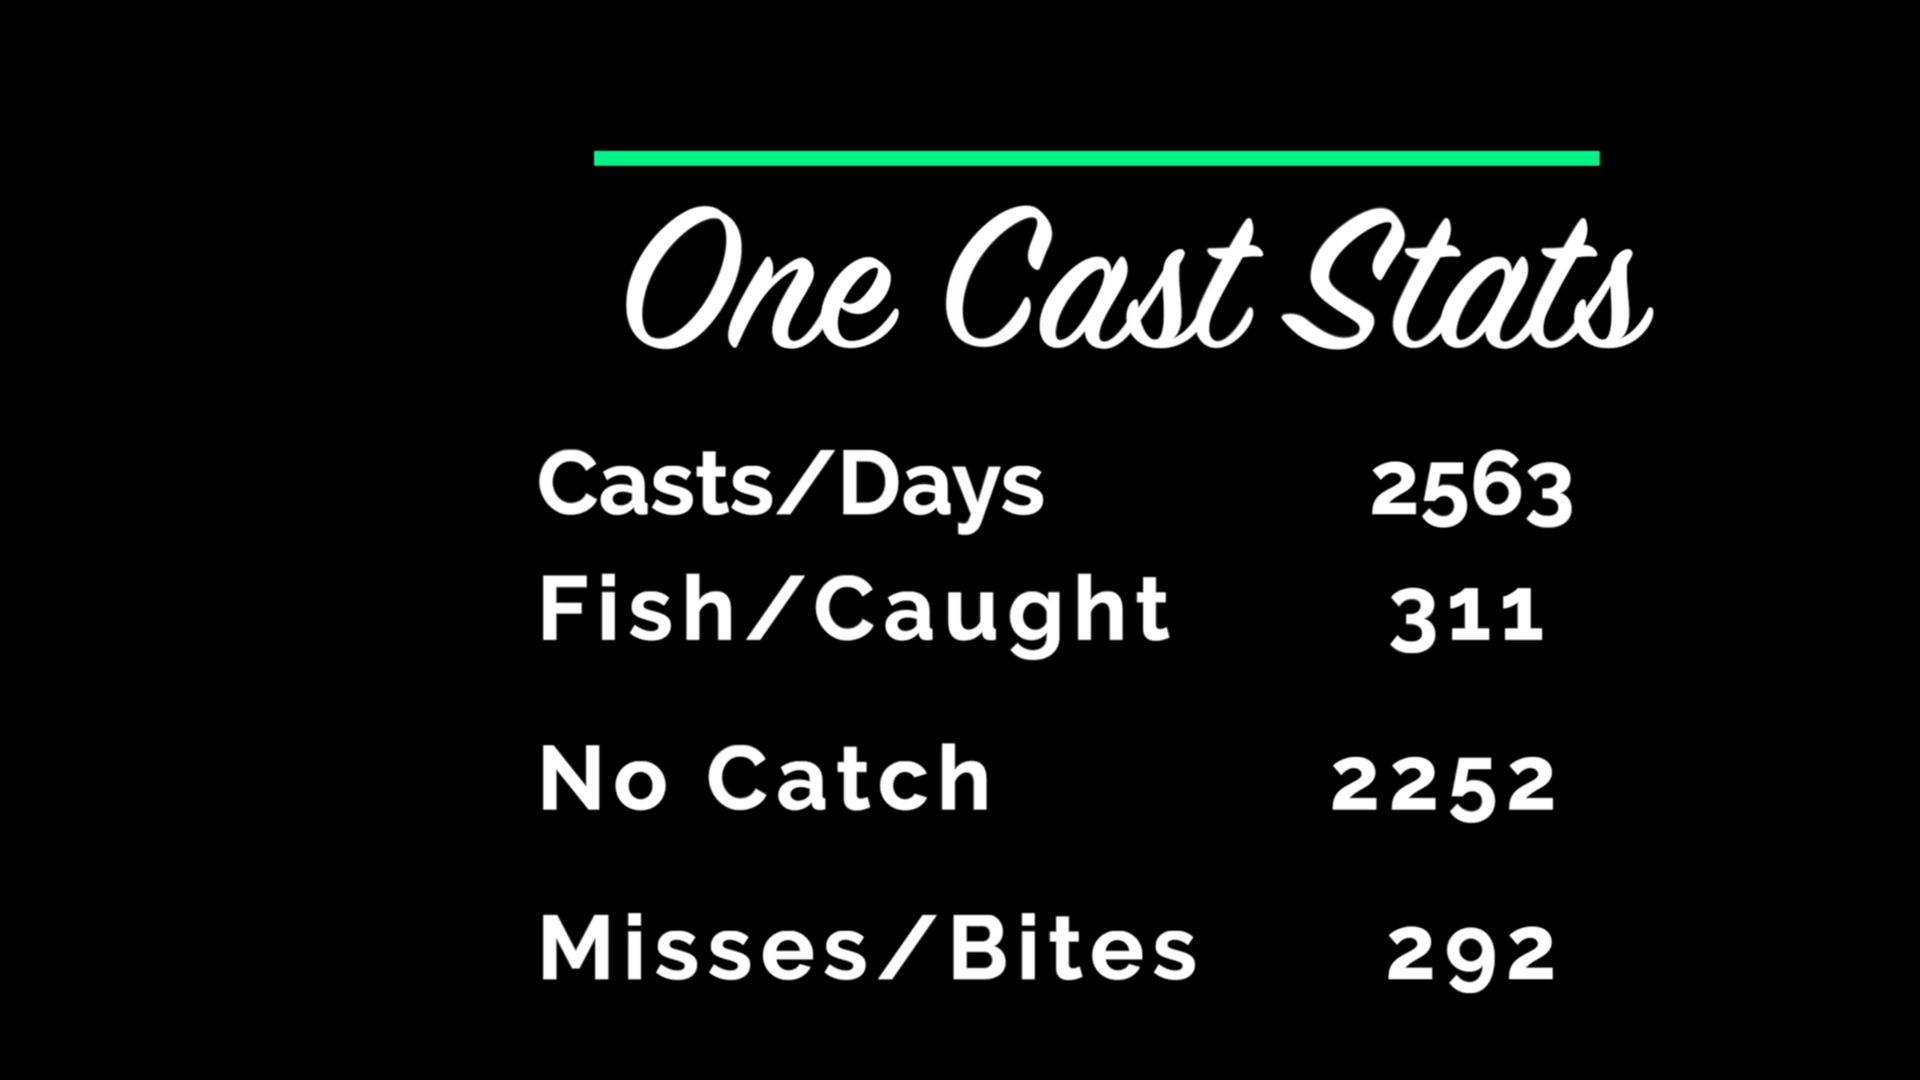 One Cast Stats
Casts/Days 2563
Fish/Caught 311
No Catch 2252
Misses/Bites 292